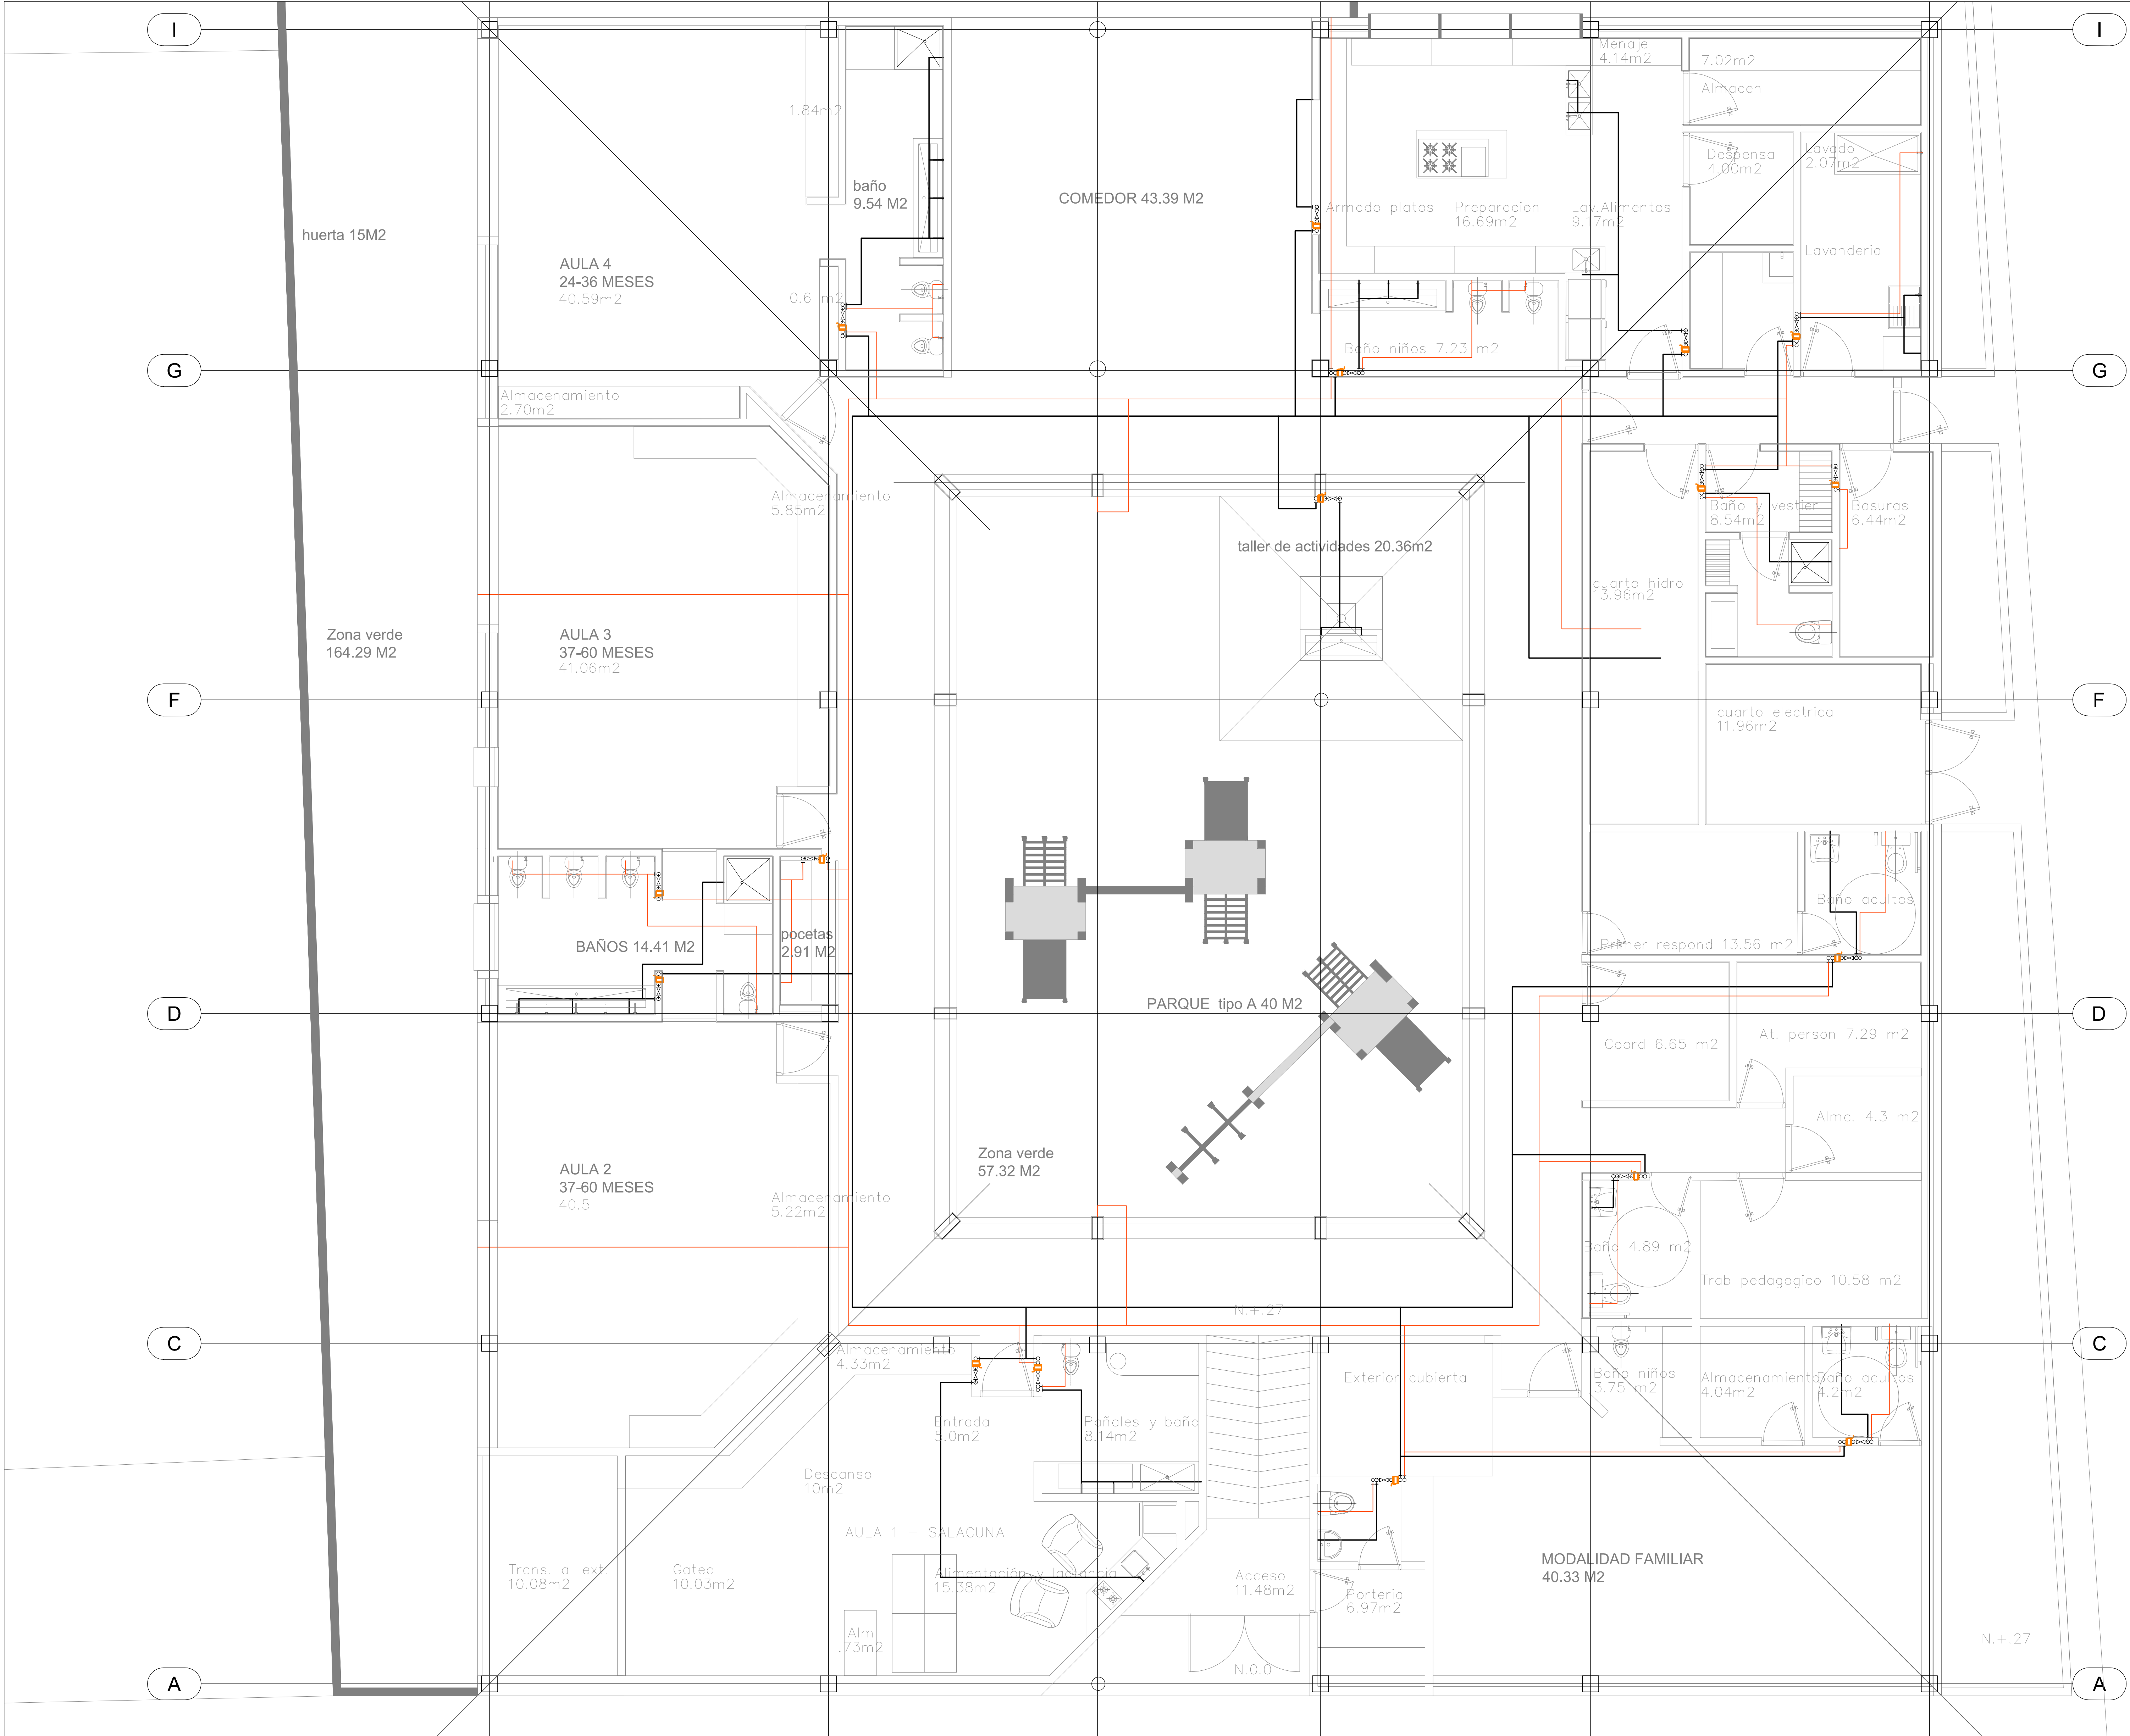 I
I
Menaje
4.14m2
7.02m2
Almacen
1.84m2
Despensa
4.00m2
Lavado
2.07m2
baño
9.54 M2
COMEDOR 43.39 M2
Armado platos
Preparacion
16.69m2
Lav.Alimentos
9.17m2
huerta 15M2
Lavanderia
AULA 4
24-36 MESES
40.59m2
0.6 m2
Baño niños 7.23 m2
G
G
Almacenamiento
2.70m2
Almacenamiento
5.85m2
Baño y vestier
8.54m2
Basuras
6.44m2
taller de actividades 20.36m2
cuarto hidro
13.96m2
Zona verde
164.29 M2
AULA 3
37-60 MESES
41.06m2
F
F
cuarto electrica
11.96m2
Baño adultos
BAÑOS 14.41 M2
pocetas
2.91 M2
Primer respond 13.56 m2
PARQUE tipo A 40 M2
D
D
Coord 6.65 m2
At. person 7.29 m2
Almc. 4.3 m2
Zona verde
57.32 M2
AULA 2
37-60 MESES
40.5
Almacenamiento
5.22m2
Baño 4.89 m2
Trab pedagogico 10.58 m2
N.+.27
C
C
Almacenamiento
4.33m2
Exterior cubierta
Baño niños
3.75 m2
Almacenamiento
4.04m2
Baño adultos
4.2m2
Entrada
5.0m2
Pañales y baño
8.14m2
Descanso
10m2
AULA 1 – SALACUNA
Trans. al ext.
10.08m2
Gateo
10.03m2
Alimentación y lactancia
15.38m2
Acceso
11.48m2
Porteria
6.97m2
MODALIDAD FAMILIAR
40.33 M2
Alm
.73m2
N.+.27
N.0.0
A
A